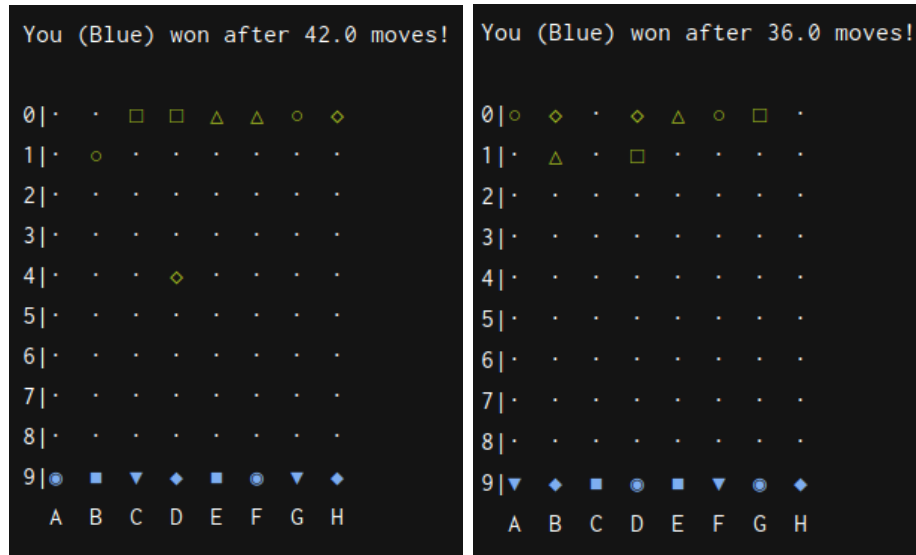 You (Blue) won after 42.0 moves!
0|· · □ □ △ △ ○ ◇
1|· ○ · · · · · ·
2|· · · · · · · ·
3|· · · · · · · ·
4|· · · ◇ · · · ·
5|· · · · · · · ·
6|· · · · · · · ·
7|· · · · · · · ·
8|· · · · · · · ·
9|◉ ■ ▼ ◆ ■ ◉ ▼ ◆
A B C D E F G H
You (Blue) won after 36.0 moves!
0|○ ◇ · ◇ △ ○ □ ·
1|· △ · □ · · · ·
2|· · · · · · · ·
3|· · · · · · · ·
4|· · · · · · · ·
5|· · · · · · · ·
6|· · · · · · · ·
7|· · · · · · · ·
8|· · · · · · · ·
9|▼ ◆ ■ ◉ ■ ▼ ◉ ◆
A B C D E F G H